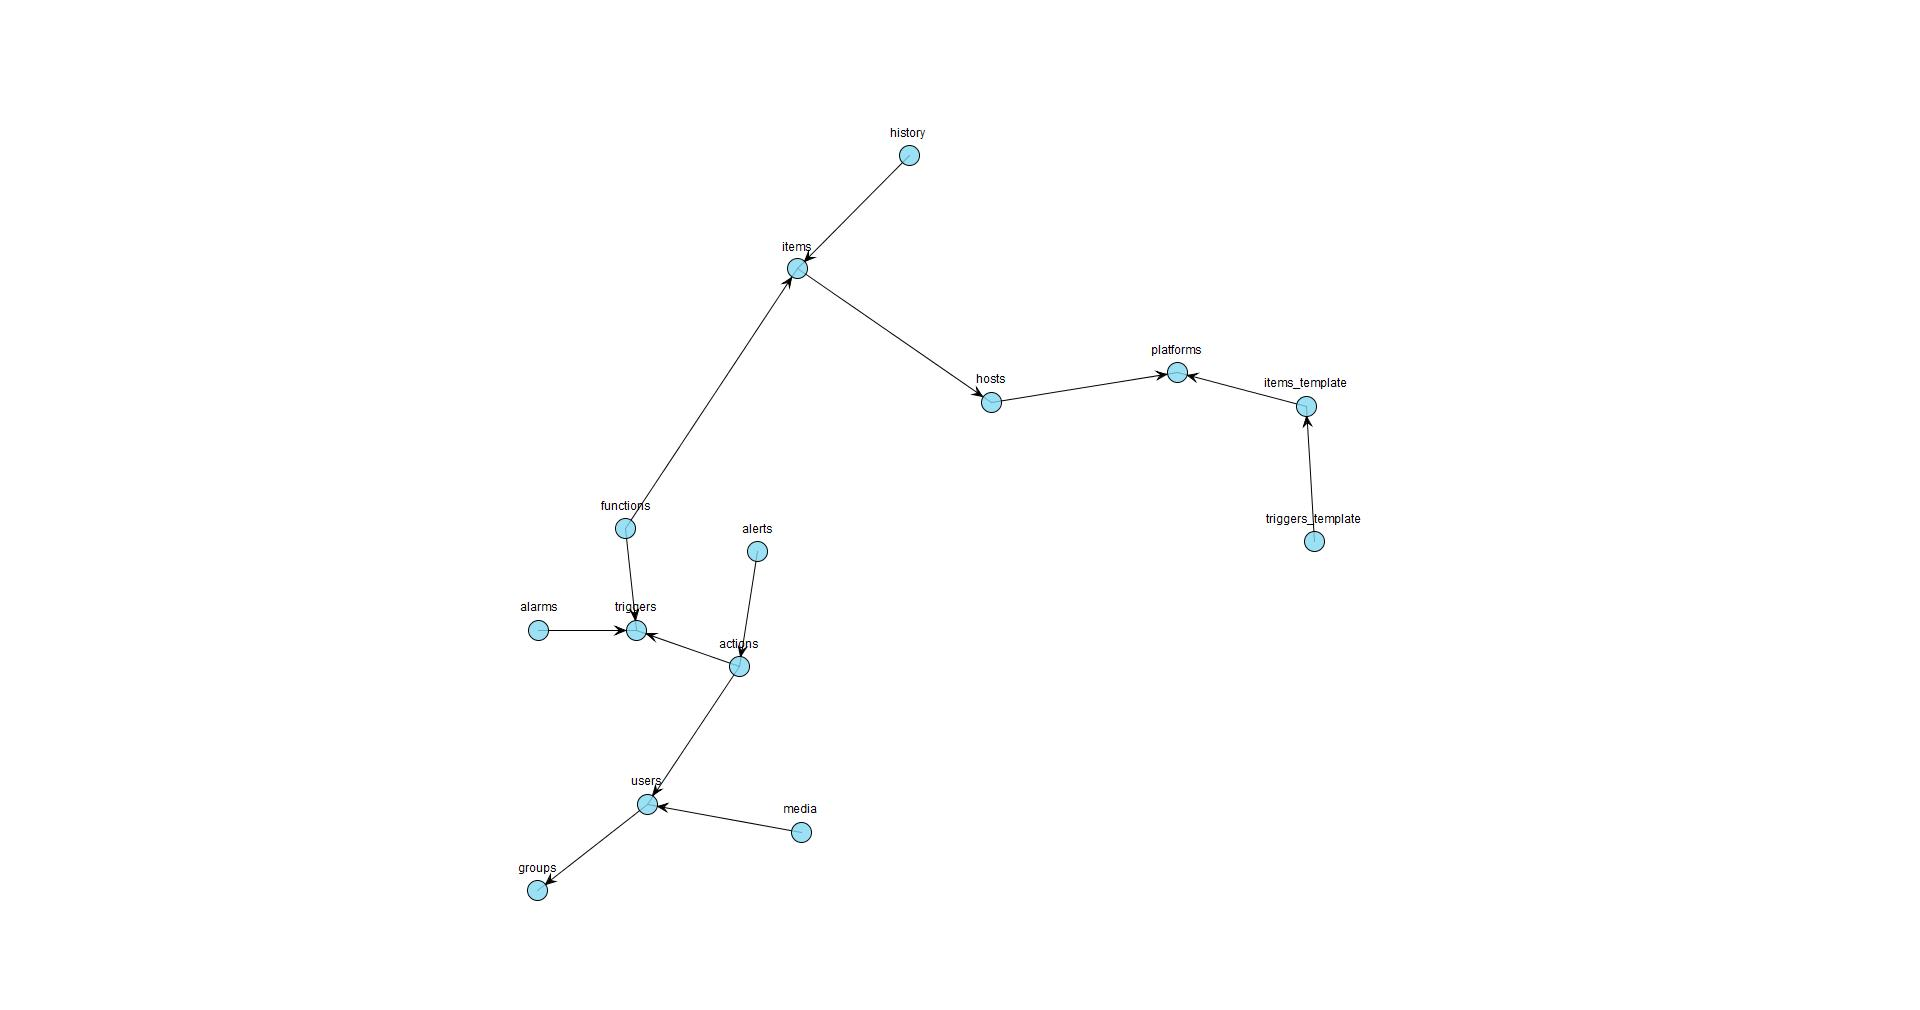 history
items
platforms
hosts
items_template
functions
triggers_template
alerts
alarms
triggers
actions
users
media
groups